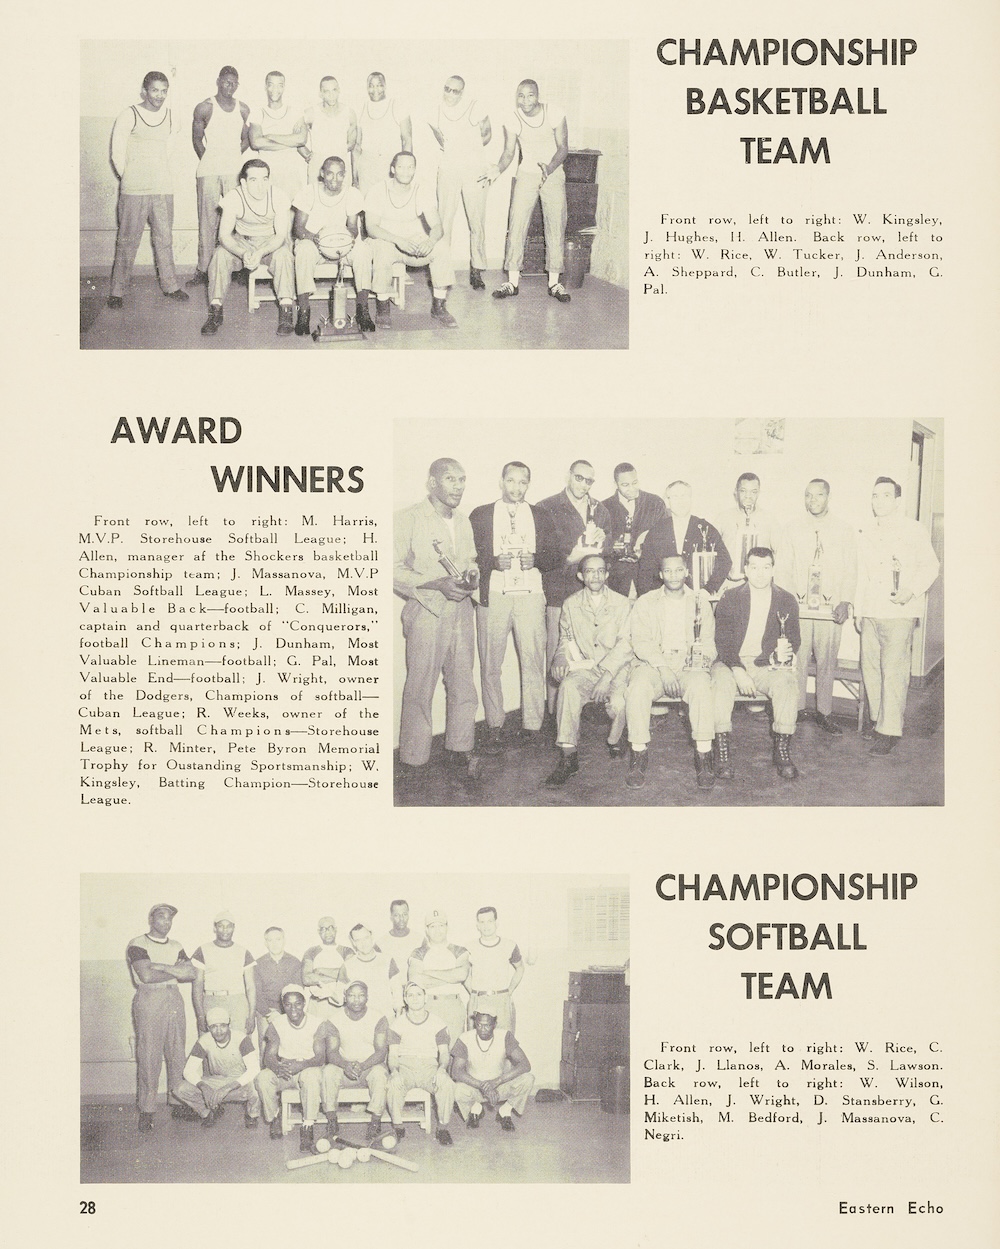 CHAMPIONSHIP
BASKETBALL
TEAM
Front row, left to right: W. Kingsley,
J. Hughes, H. Allen. Back row, left to
right: W. Rice, W. Tucker, J. Anderson,
A. Sheppard, C. Butler, J. Dunham, G.
Pal.
AWARD
WINNERS
Front row, left to right: M. Harris,
M.V.P. Storehouse Softball League; H.
Allen, manager af the Shockers basketball
Championship team; J. Massanova, M.V.P
Cuban Softball League; L. Massey, Most
Valuable Back—football; C. Milligan,
captain and quarterback of "Conquerors,"
football Champions; J. Dunham, Most
Valuable Lineman—football; G. Pal, Most
Valuable End—football; J. Wright, owner
of the Dodgers, Champions of softball—
Cuban League; R. Weeks, owner of the
Mets, softball Champions—Storehouse
League; R. Minter, Pete Byron Memorial
Trophy for Oustanding Sportsmanship; W.
Kingsley, Batting Champion—Storehouse
League.
CHAMPIONSHIP
SOFTBALL
TEAM
Front row, left to right: W. Rice, C.
Clark, J. Llanos, A. Morales, S. Lawson.
Back row, left to right: W. Wilson,
H. Allen, J. Wright, D. Stansberry, G.
Miketish, M. Bedford, J. Massanova, C.
Negri.
28
Eastern Echo